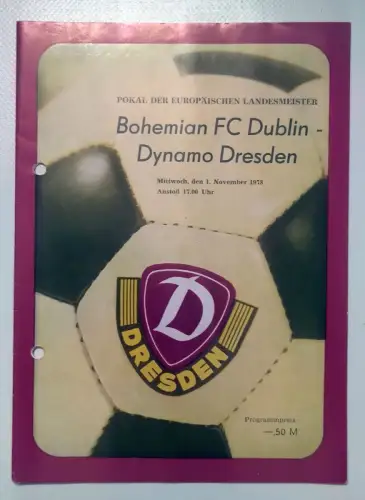 POKAL DER EUROPÄISCHEN LANDESMEISTER
Bohemian FC Dublin -
Dynamo Dresden
Mittwoch, den 1. November 1978
Anstoß 17.00 Uhr
D
DRESDEN
Programmpreis
—,50 M